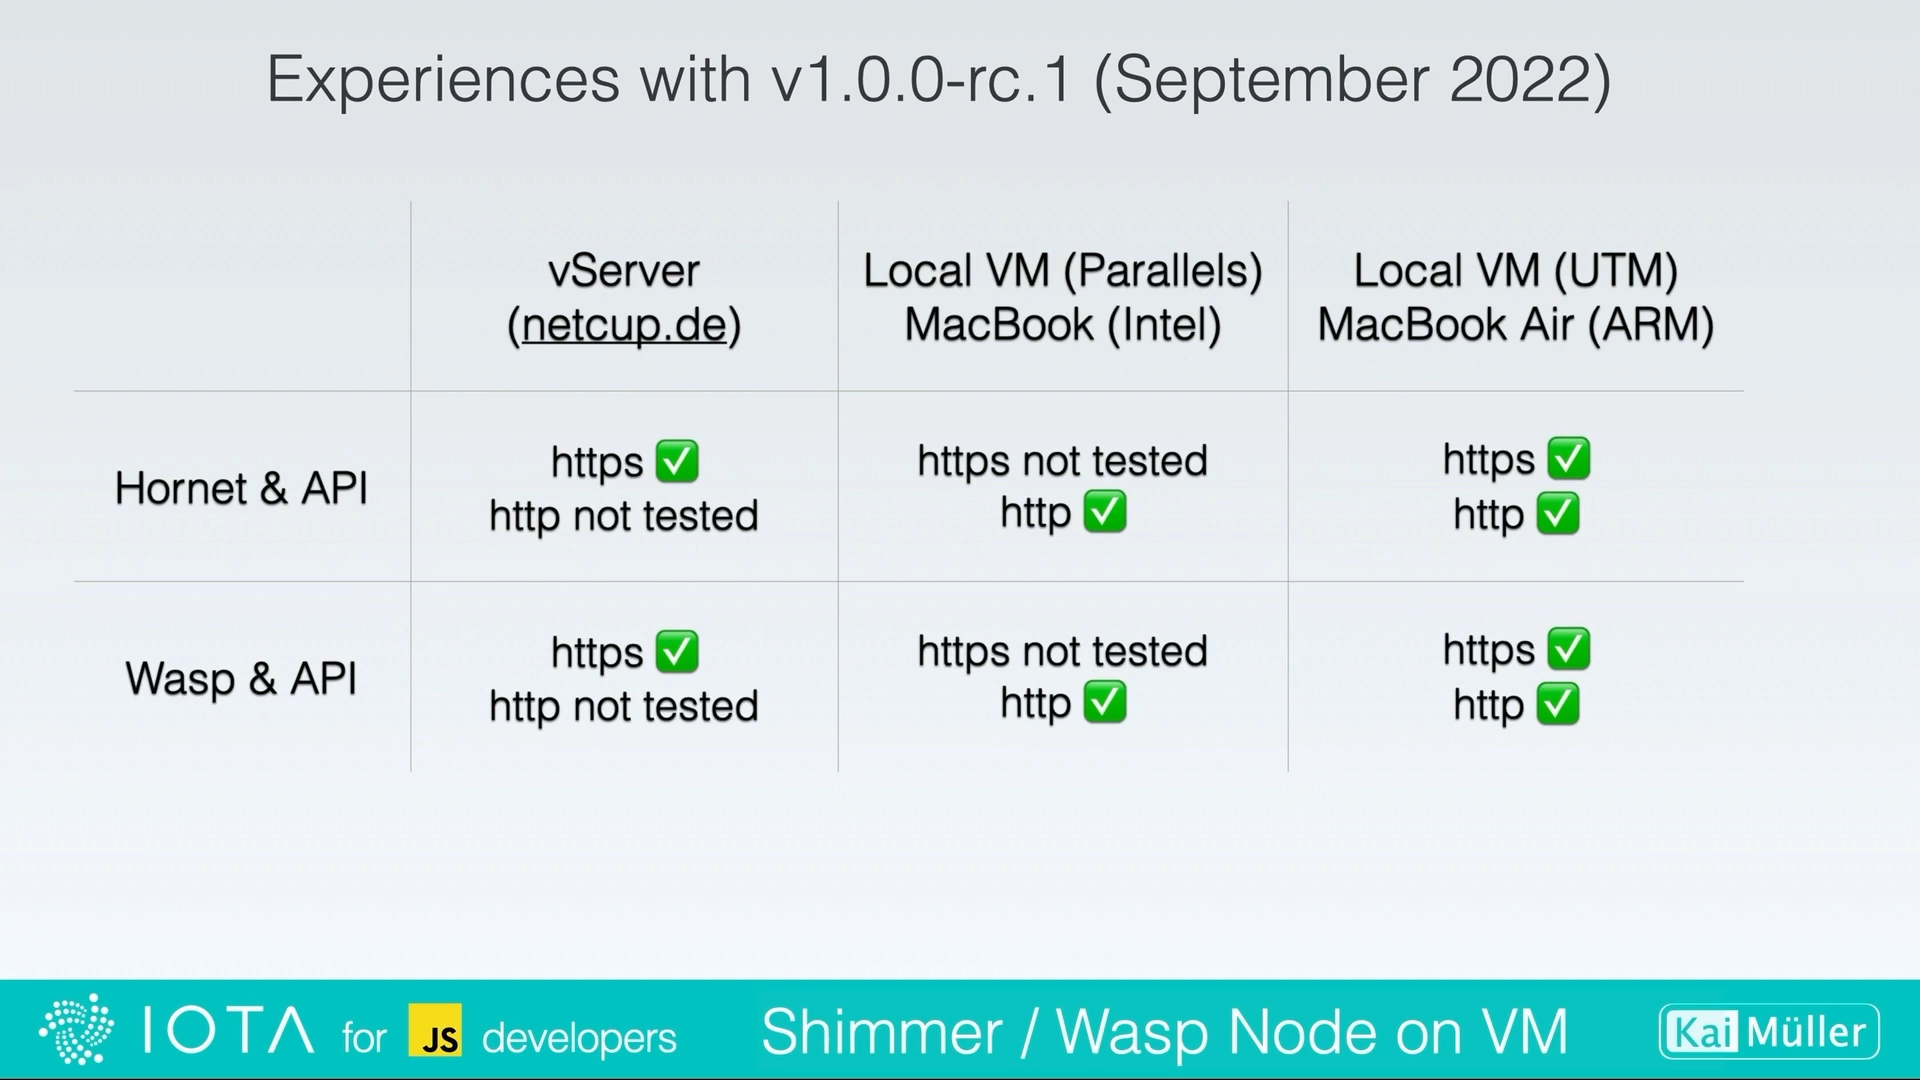 Experiences with v1.0.0-rc.1 (September 2022)
vServer
(netcup.de)
Local VM (Parallels)
MacBook (Intel)
Local VM (UTM)
MacBook Air (ARM)
Hornet & API
https ✅
http not tested
https not tested
http ✅
https ✅
http ✅
Wasp & API
https ✅
http not tested
https not tested
http ✅
https ✅
http ✅
IOTA for JS developers
Shimmer / Wasp Node on VM
Kai Müller